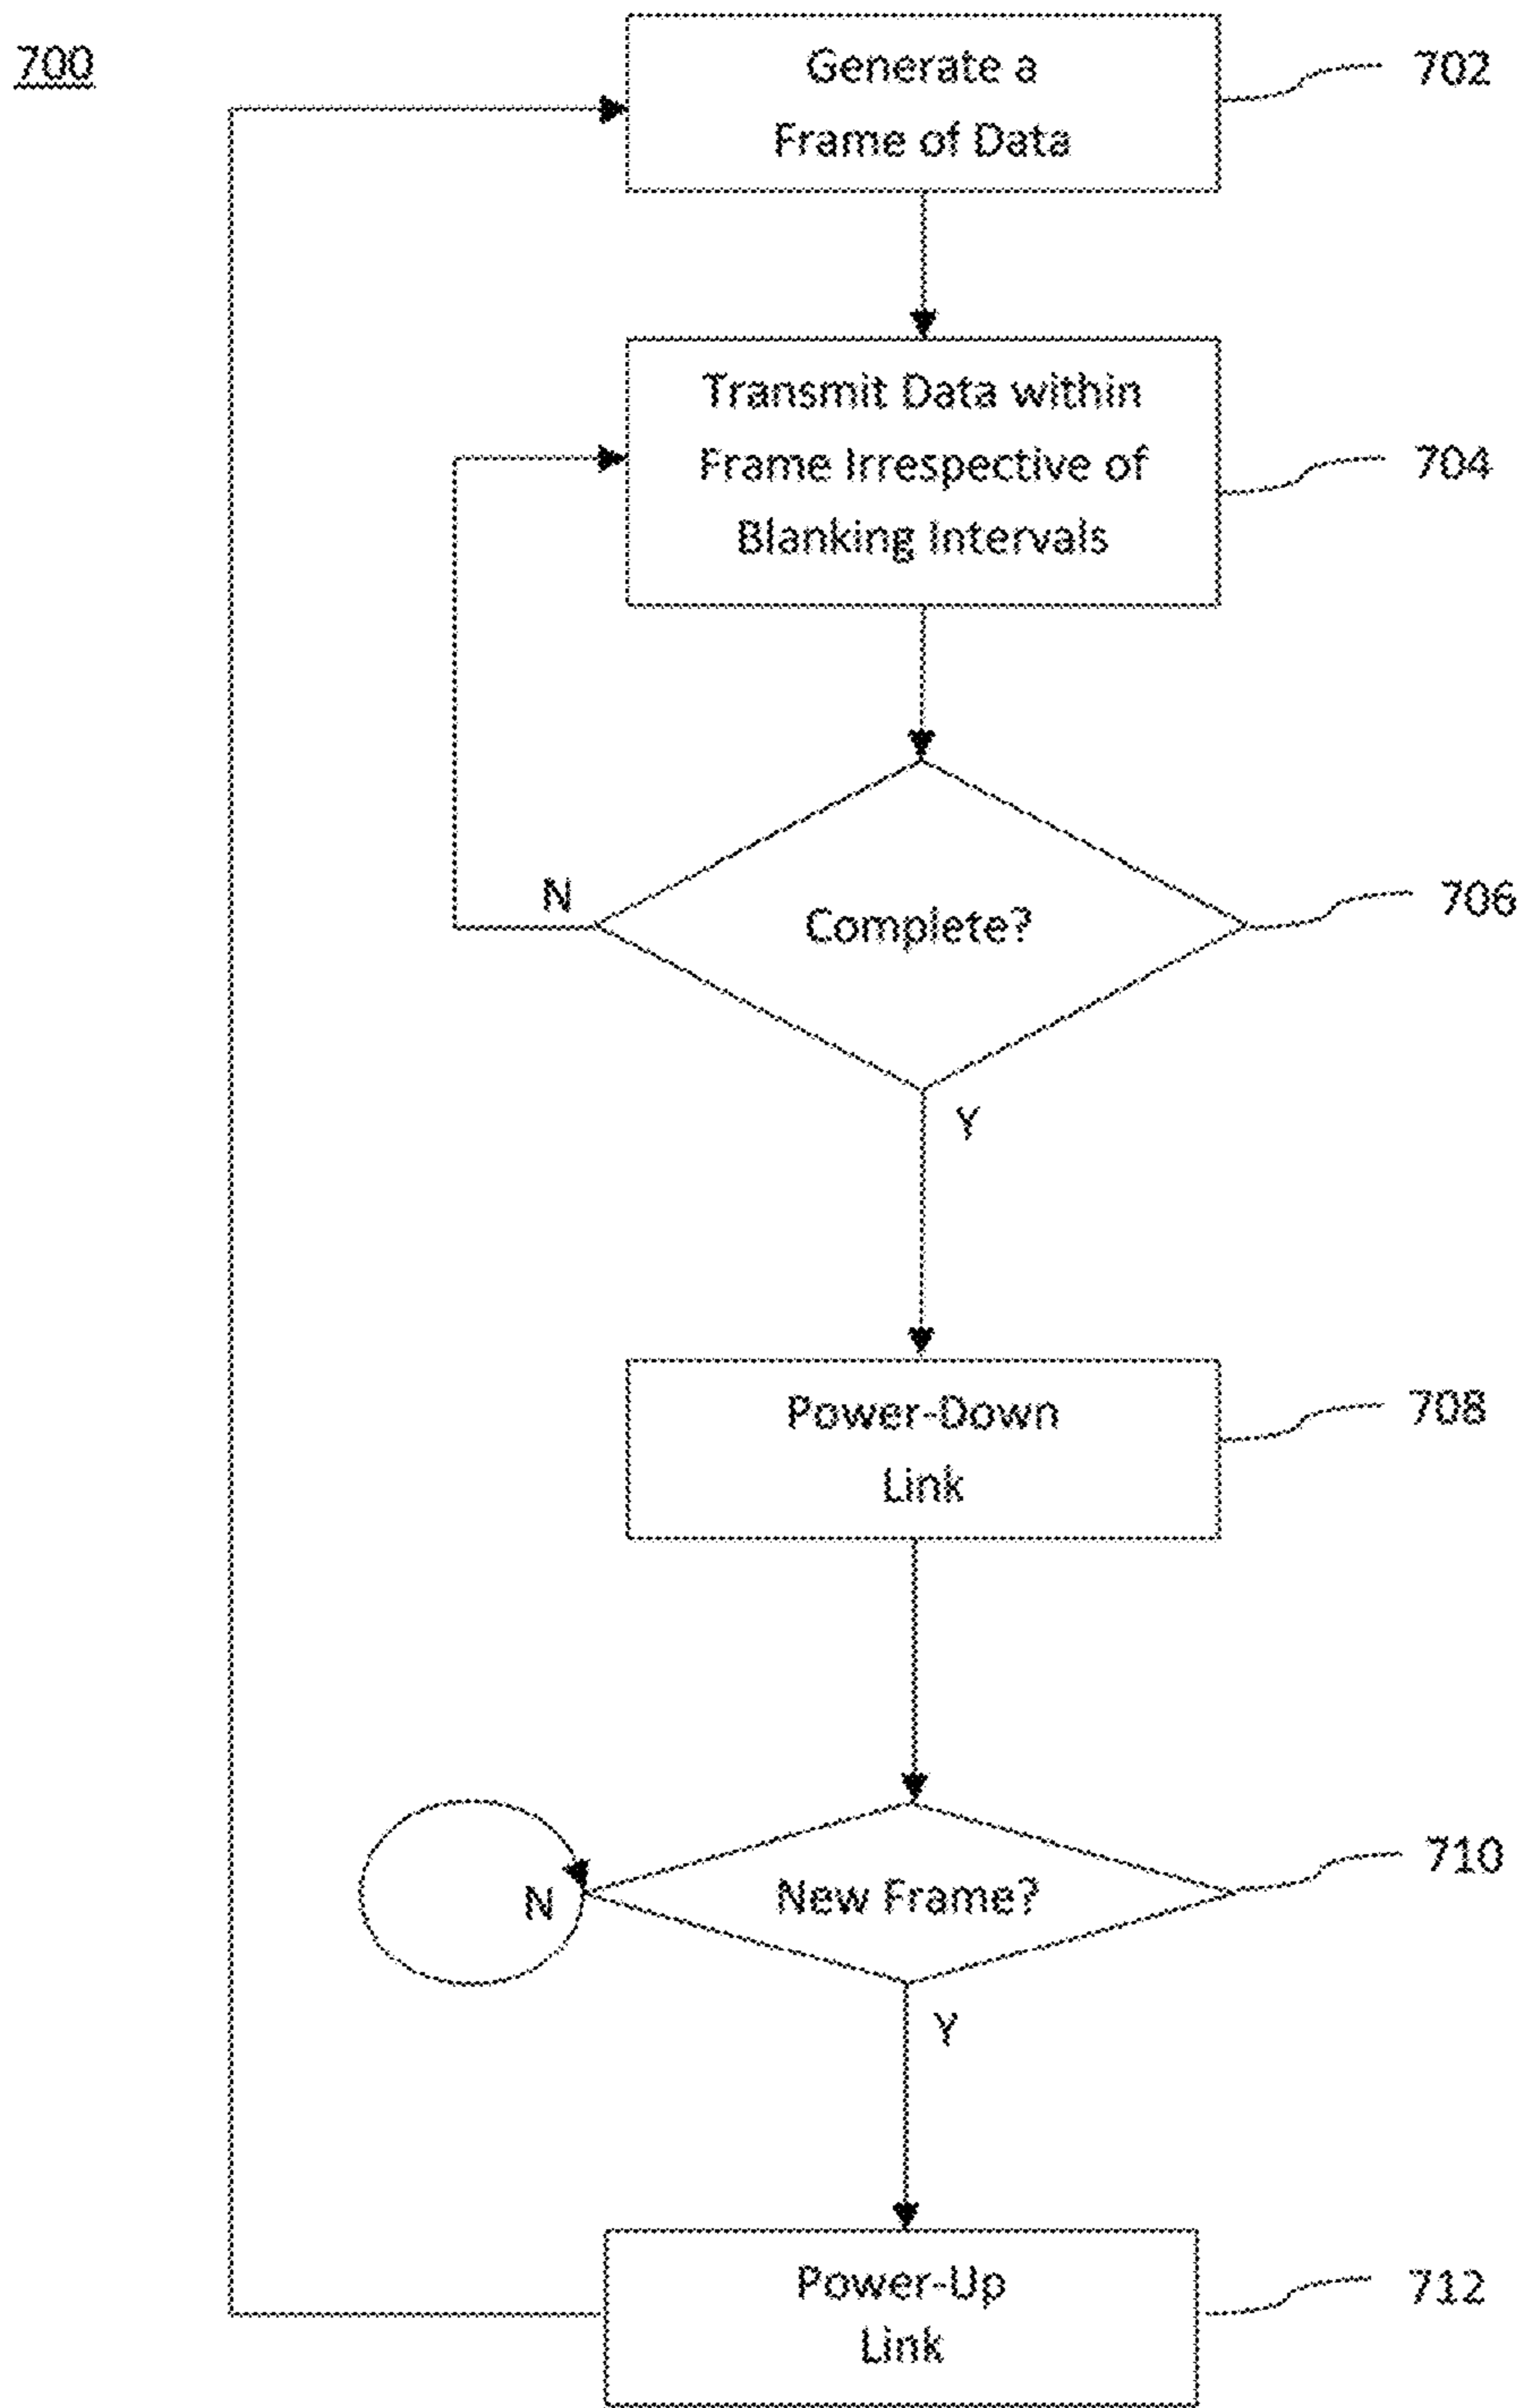 700
Generate a
Frame of Data
702
Transmit Data within
Frame Irrespective of
Blanking Intervals
704
N
Complete?
706
Y
Power-Down
Link
708
N
New Frame?
710
Y
Power-Up
Link
712